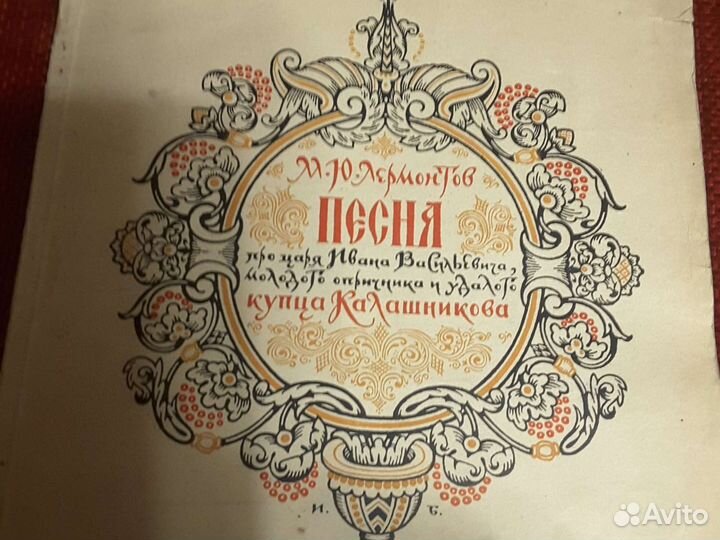 М·Ю·Лермонтов
ПЕСНЯ
про царя Ивана Васильевича,
молодого опричника и удалого
купца Калашникова
И. Б.
Avito